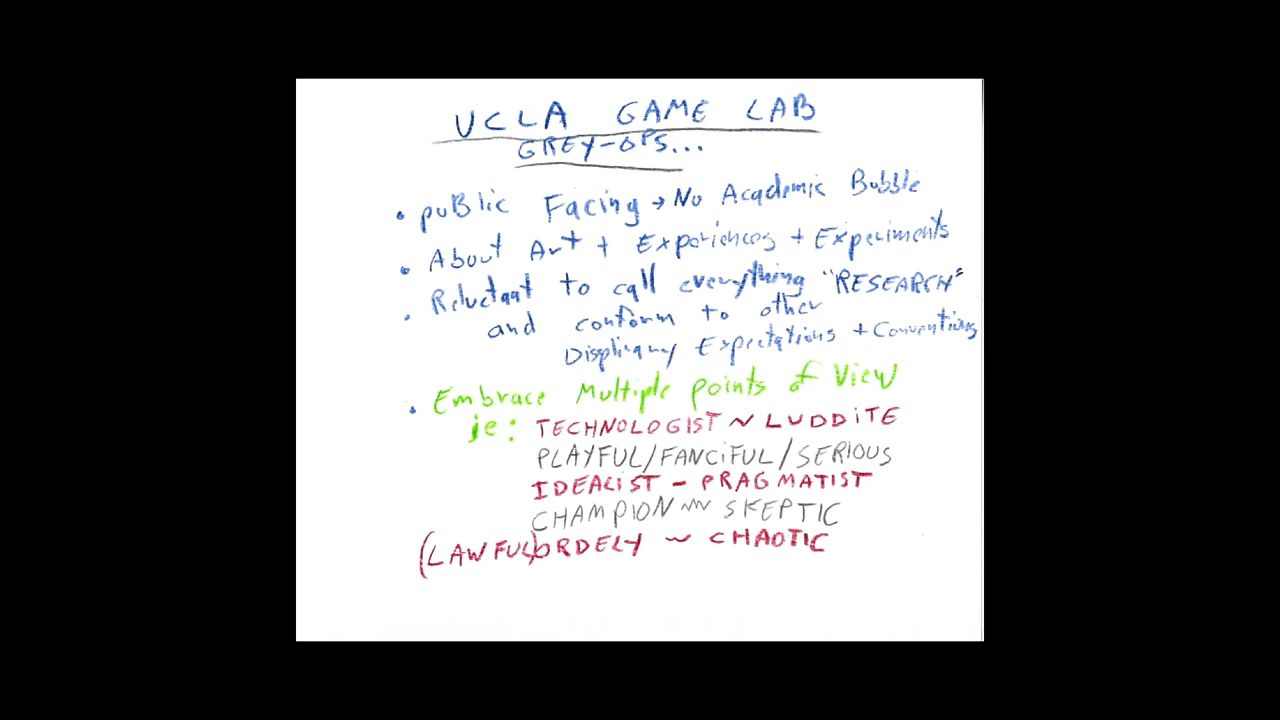 UCLA GAME LAB
GREY-OPS...
• puBlic Facing → No Academic Bubble
• About Art + Experiences + Experiments
• Reluctant to call everything "RESEARCH"
and conform to other
Displinary Expectations + Conventions
• Embrace Multiple points of View
ie: TECHNOLOGIST ~ LUDDITE
PLAYFUL/FANCIFUL/SERIOUS
IDEALIST - PRAGMATIST
CHAMPION ~ SKEPTIC
(LAWFUL)ORDELY ~ CHAOTIC